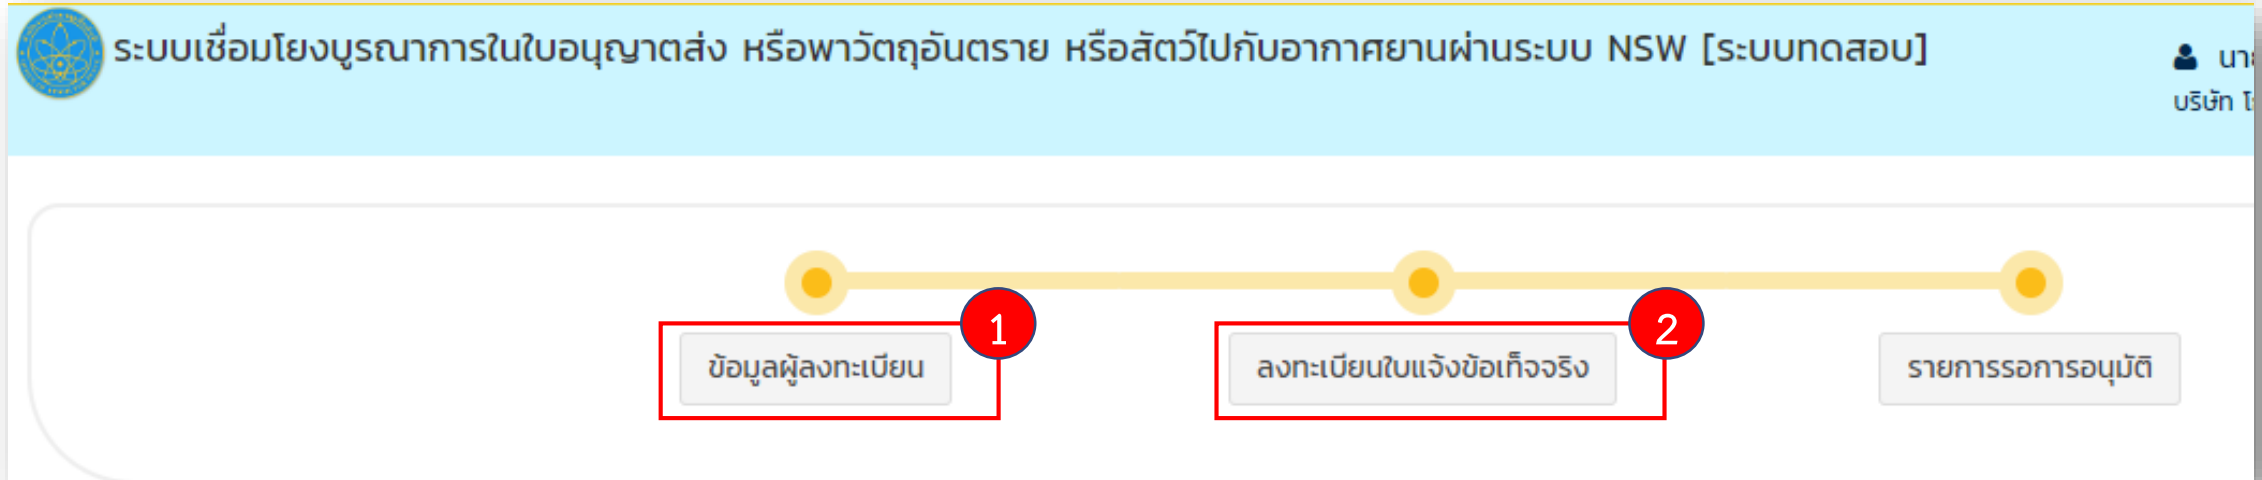 ระบบเชื่อมโยงบูรณาการในใบอนุญาตส่ง หรือพาวัตถุอันตราย หรือสัตว์ไปกับอากาศยานผ่านระบบ NSW [ระบบทดสอบ]
นาย
บริษัท
1
2
ข้อมูลผู้ลงทะเบียน
ลงทะเบียนใบแจ้งข้อเท็จจริง
รายการรอการอนุมัติ